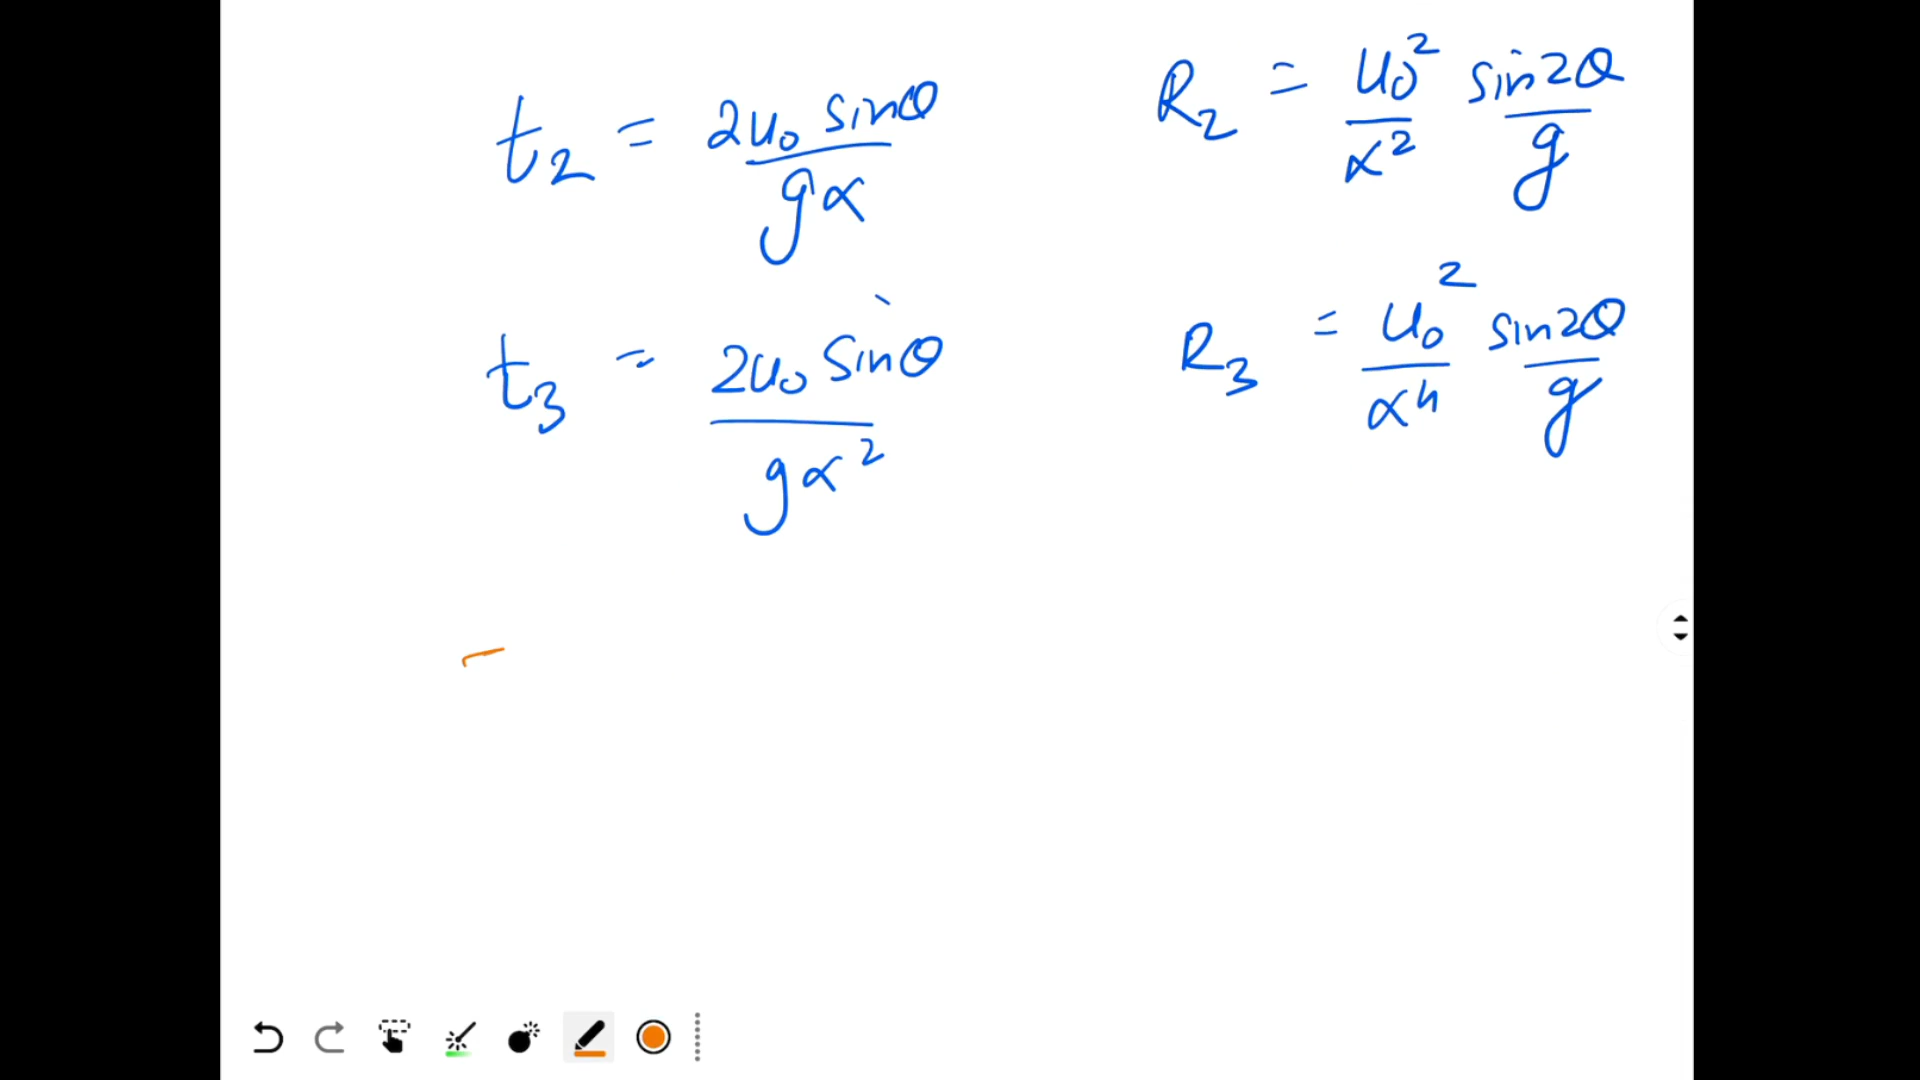 t₂ = 2u₀ sinθ / gα
R₂ = u₀² / α² sin2θ / g
t₃ = 2u₀ sinθ / gα²
R₃ = u₀² / α⁴ sin2θ / g